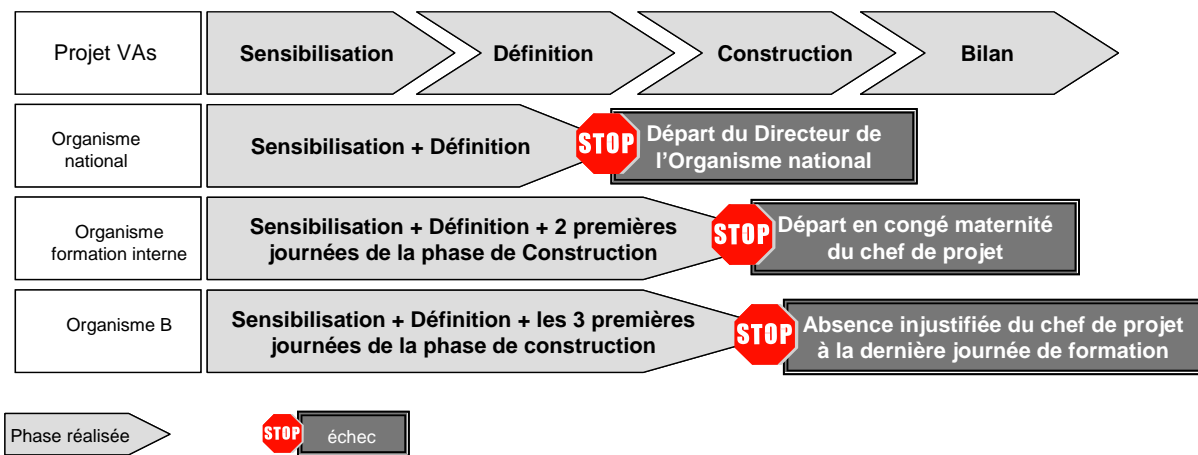 Projet VAs
Sensibilisation
Définition
Construction
Bilan
Organisme
national
Sensibilisation + Définition
STOP
Départ du Directeur de
l’Organisme national
Organisme
formation interne
Sensibilisation + Définition + 2 premières
journées de la phase de Construction
STOP
Départ en congé maternité
du chef de projet
Organisme B
Sensibilisation + Définition + les 3 premières
journées de la phase de construction
STOP
Absence injustifiée du chef de projet
à la dernière journée de formation
Phase réalisée
STOP
échec